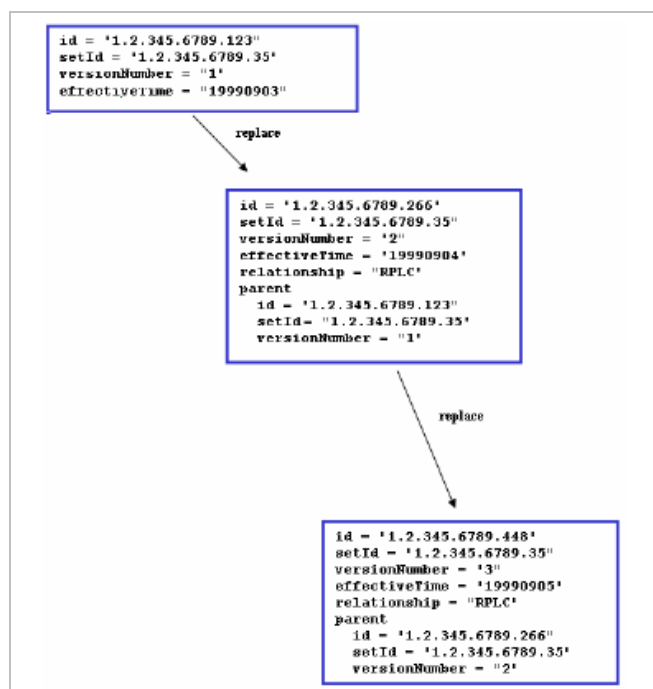 id = "1.2.345.6789.123"
setId = "1.2.345.6789.35"
versionNumber = "1"
effectiveTime = "19990903"
replace
id = "1.2.345.6789.266"
setId = "1.2.345.6789.35"
versionNumber = "2"
effectiveTime = "19990904"
relationship = "RPLC"
parent
id = "1.2.345.6789.123"
setId= "1.2.345.6789.35"
versionNumber = "1"
replace
id = "1.2.345.6789.448"
setId = "1.2.345.6789.35"
versionNumber = "3"
effectiveTime = "19990905"
relationship = "RPLC"
parent
id = "1.2.345.6789.266"
setId = "1.2.345.6789.35"
versionNumber = "2"